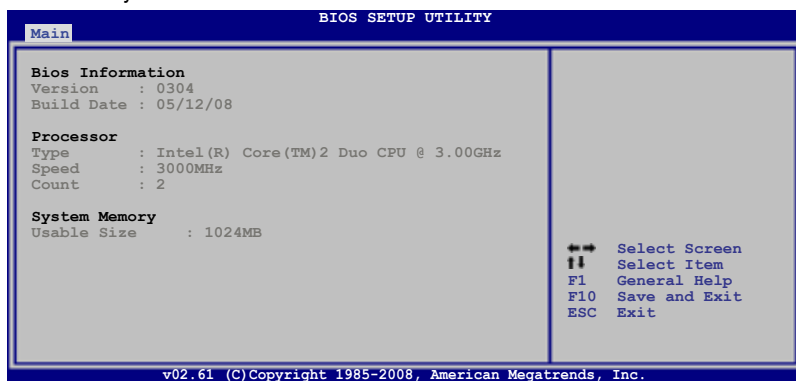 BIOS SETUP UTILITY
Main
Bios Information
Version : 0304
Build Date : 05/12/08
Processor
Type : Intel(R) Core(TM)2 Duo CPU @ 3.00GHz
Speed : 3000MHz
Count : 2
System Memory
Usable Size : 1024MB
←→ Select Screen
↑↓ Select Item
F1 General Help
F10 Save and Exit
ESC Exit
v02.61 (C)Copyright 1985-2008, American Megatrends, Inc.